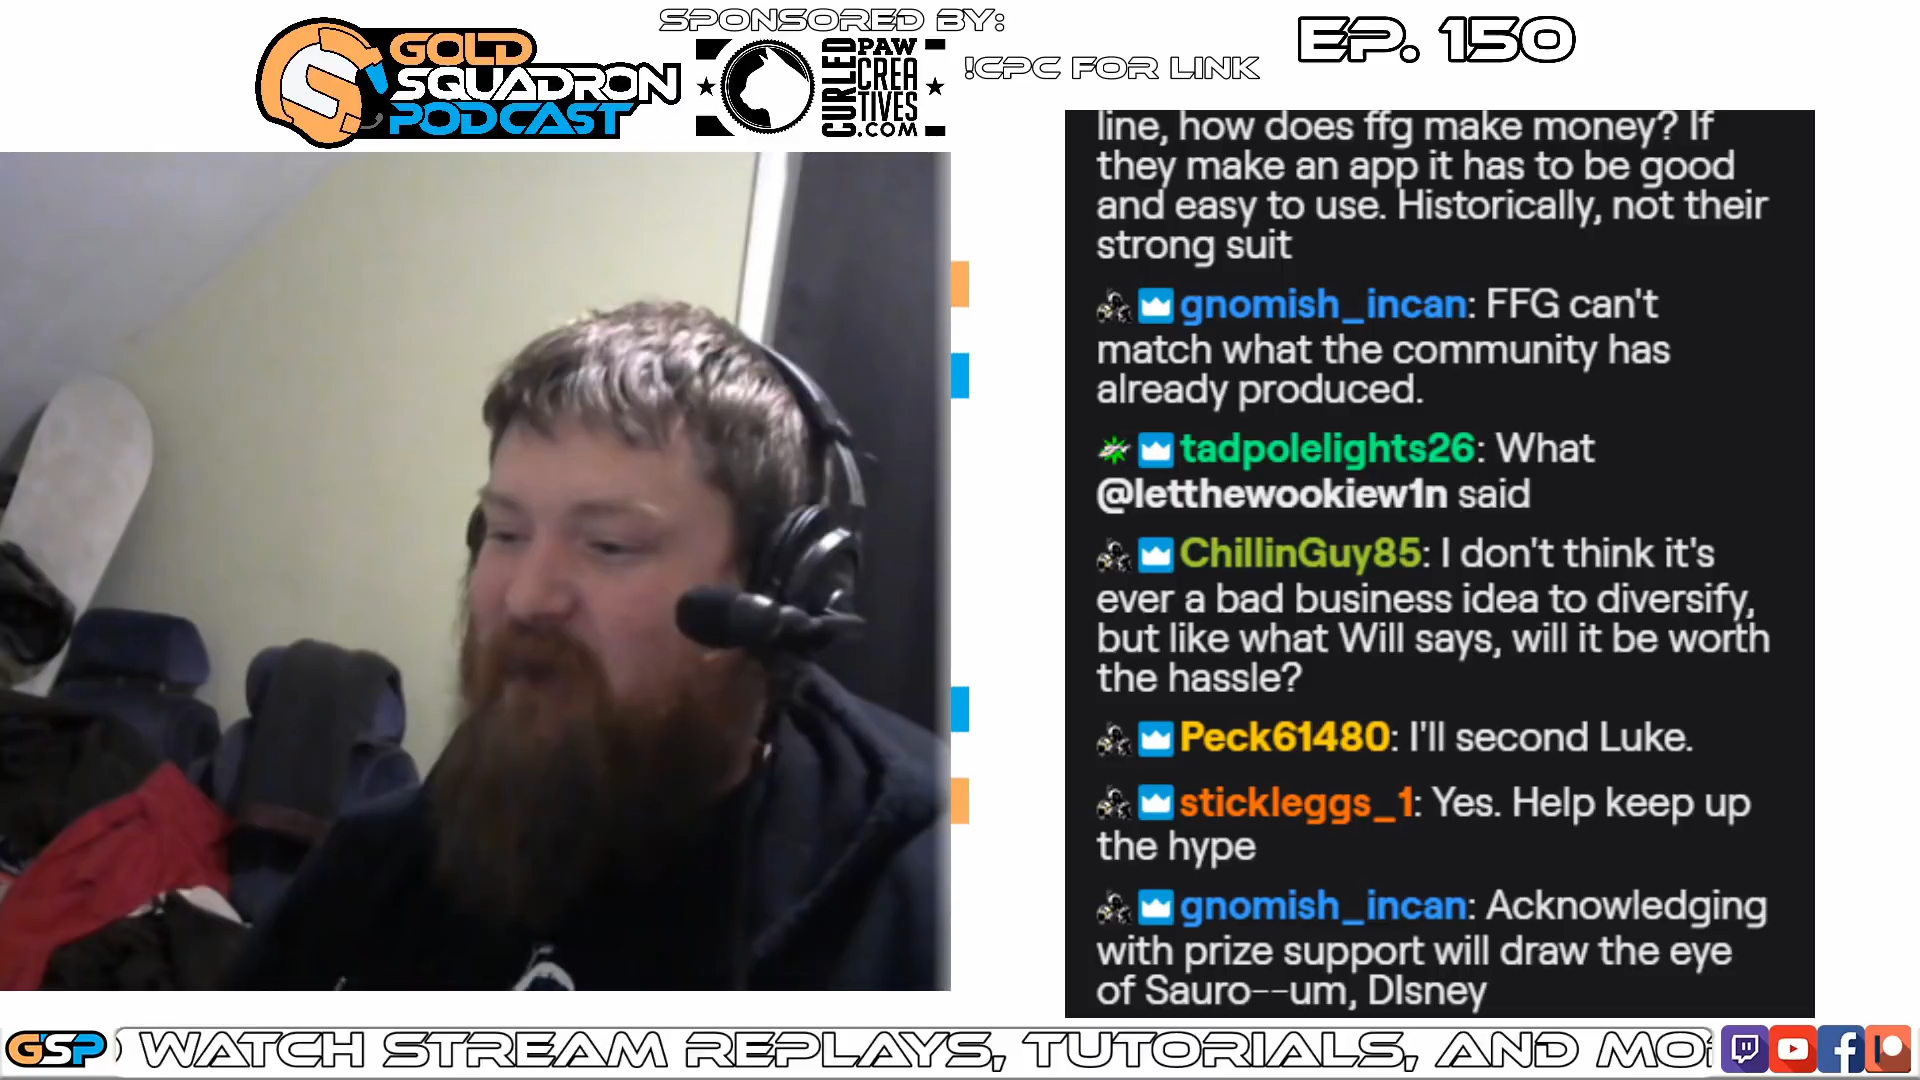 SPONSORED BY:
GOLD
SQUADRON
PODCAST
CURLED
PAW
CREA
TIVES
.COM
!CPC FOR LINK
EP. 150
line, how does ffg make money? If
they make an app it has to be good
and easy to use. Historically, not their
strong suit
gnomish_incan: FFG can't
match what the community has
already produced.
tadpolelights26: What
@letthewookiew1n said
ChillinGuy85: I don't think it's
ever a bad business idea to diversify,
but like what Will says, will it be worth
the hassle?
Peck61480: I'll second Luke.
stickleggs_1: Yes. Help keep up
the hype
gnomish_incan: Acknowledging
with prize support will draw the eye
of Sauro--um, DIsney
GSP WATCH STREAM REPLAYS, TUTORIALS, AND MO